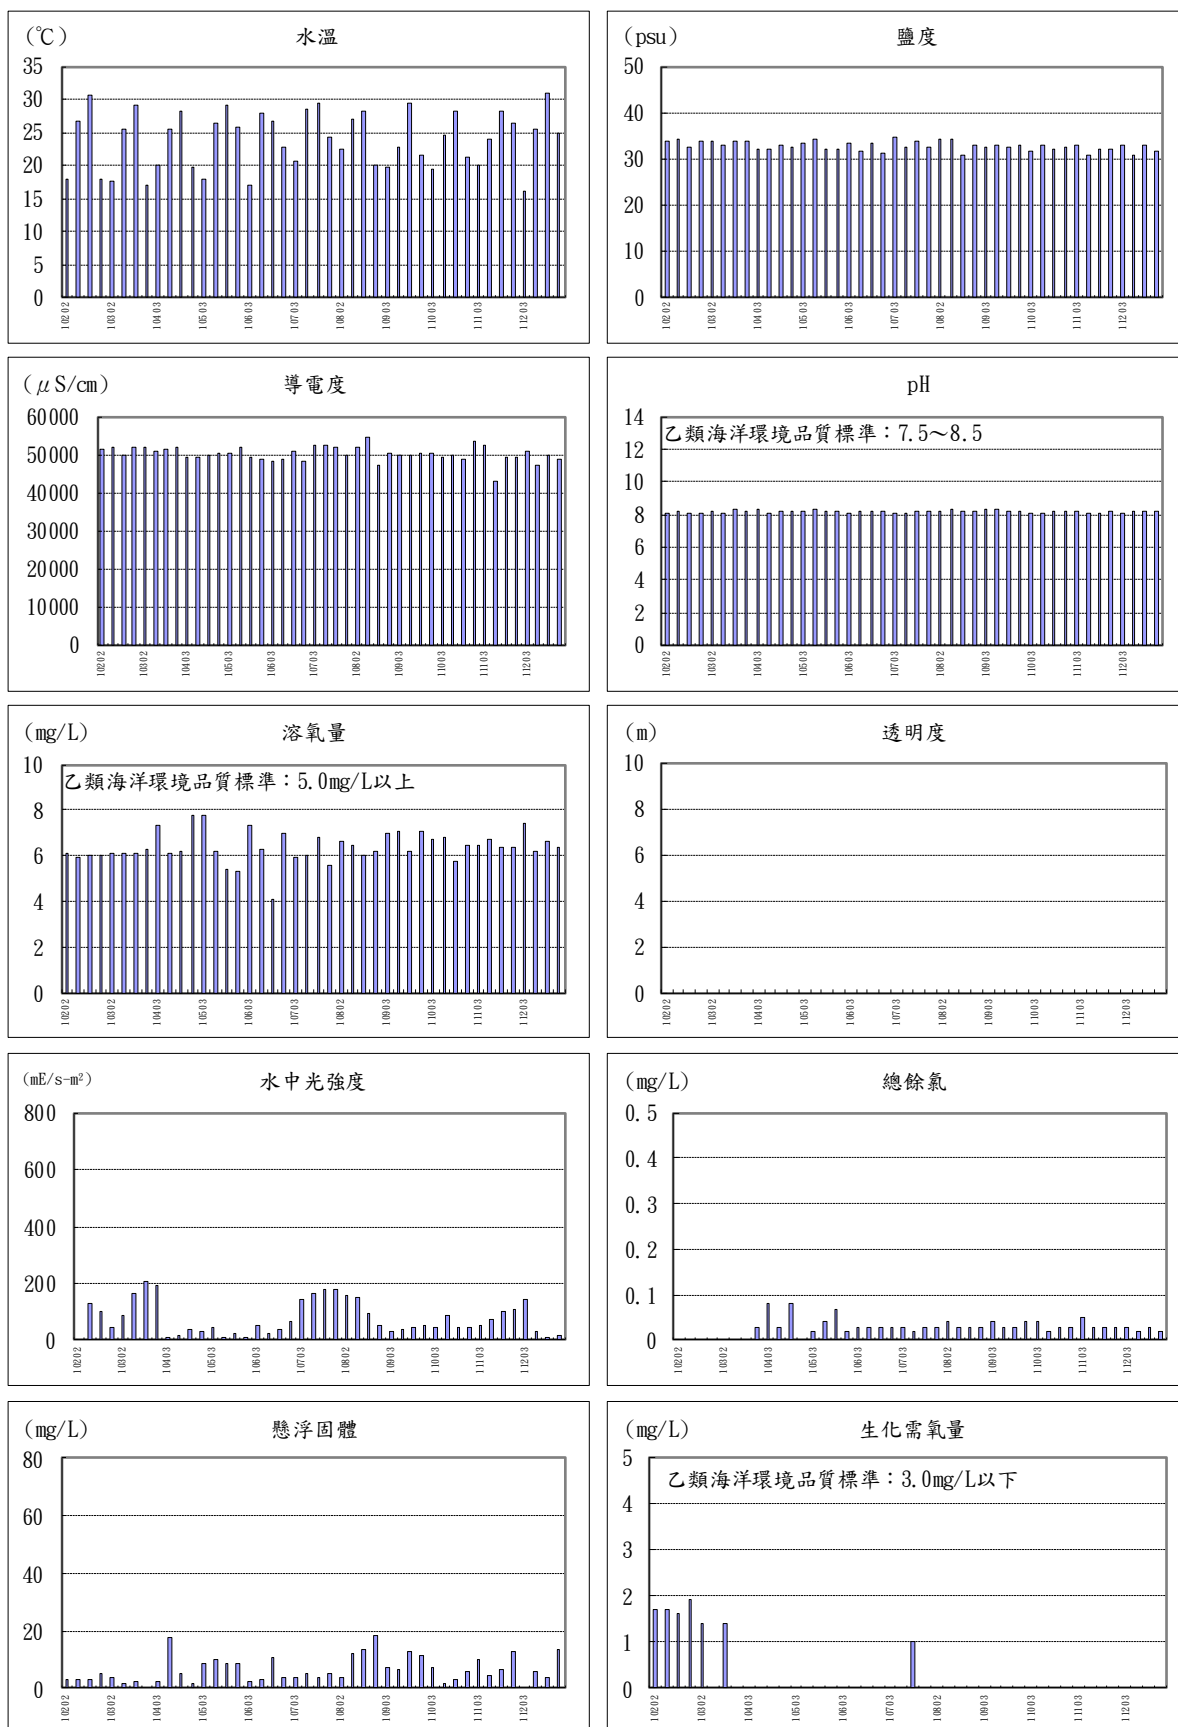 (℃) 水溫
35
30
25
20
15
10
5
0
10202 10302 10403 10503 10603 10703 10802 10903 11003 11103 11203
(psu) 鹽度
50
40
30
20
10
0
10202 10302 10403 10503 10603 10703 10802 10903 11003 11103 11203
(μS/cm) 導電度
60000
50000
40000
30000
20000
10000
0
10202 10302 10403 10503 10603 10703 10802 10903 11003 11103 11203
pH
乙類海洋環境品質標準：7.5～8.5
14
12
10
8
6
4
2
0
10202 10302 10403 10503 10603 10703 10802 10903 11003 11103 11203
(mg/L) 溶氧量
乙類海洋環境品質標準：5.0mg/L以上
10
8
6
4
2
0
10202 10302 10403 10503 10603 10703 10802 10903 11003 11103 11203
(m) 透明度
10
8
6
4
2
0
10202 10302 10403 10503 10603 10703 10802 10903 11003 11103 11203
(mE/s-m²) 水中光強度
800
600
400
200
0
10202 10302 10403 10503 10603 10703 10802 10903 11003 11103 11203
(mg/L) 總餘氯
0.5
0.4
0.3
0.2
0.1
0
10202 10302 10403 10503 10603 10703 10802 10903 11003 11103 11203
(mg/L) 懸浮固體
80
60
40
20
0
10202 10302 10403 10503 10603 10703 10802 10903 11003 11103 11203
(mg/L) 生化需氧量
乙類海洋環境品質標準：3.0mg/L以下
5
4
3
2
1
0
10202 10302 10403 10503 10603 10703 10802 10903 11003 11103 11203